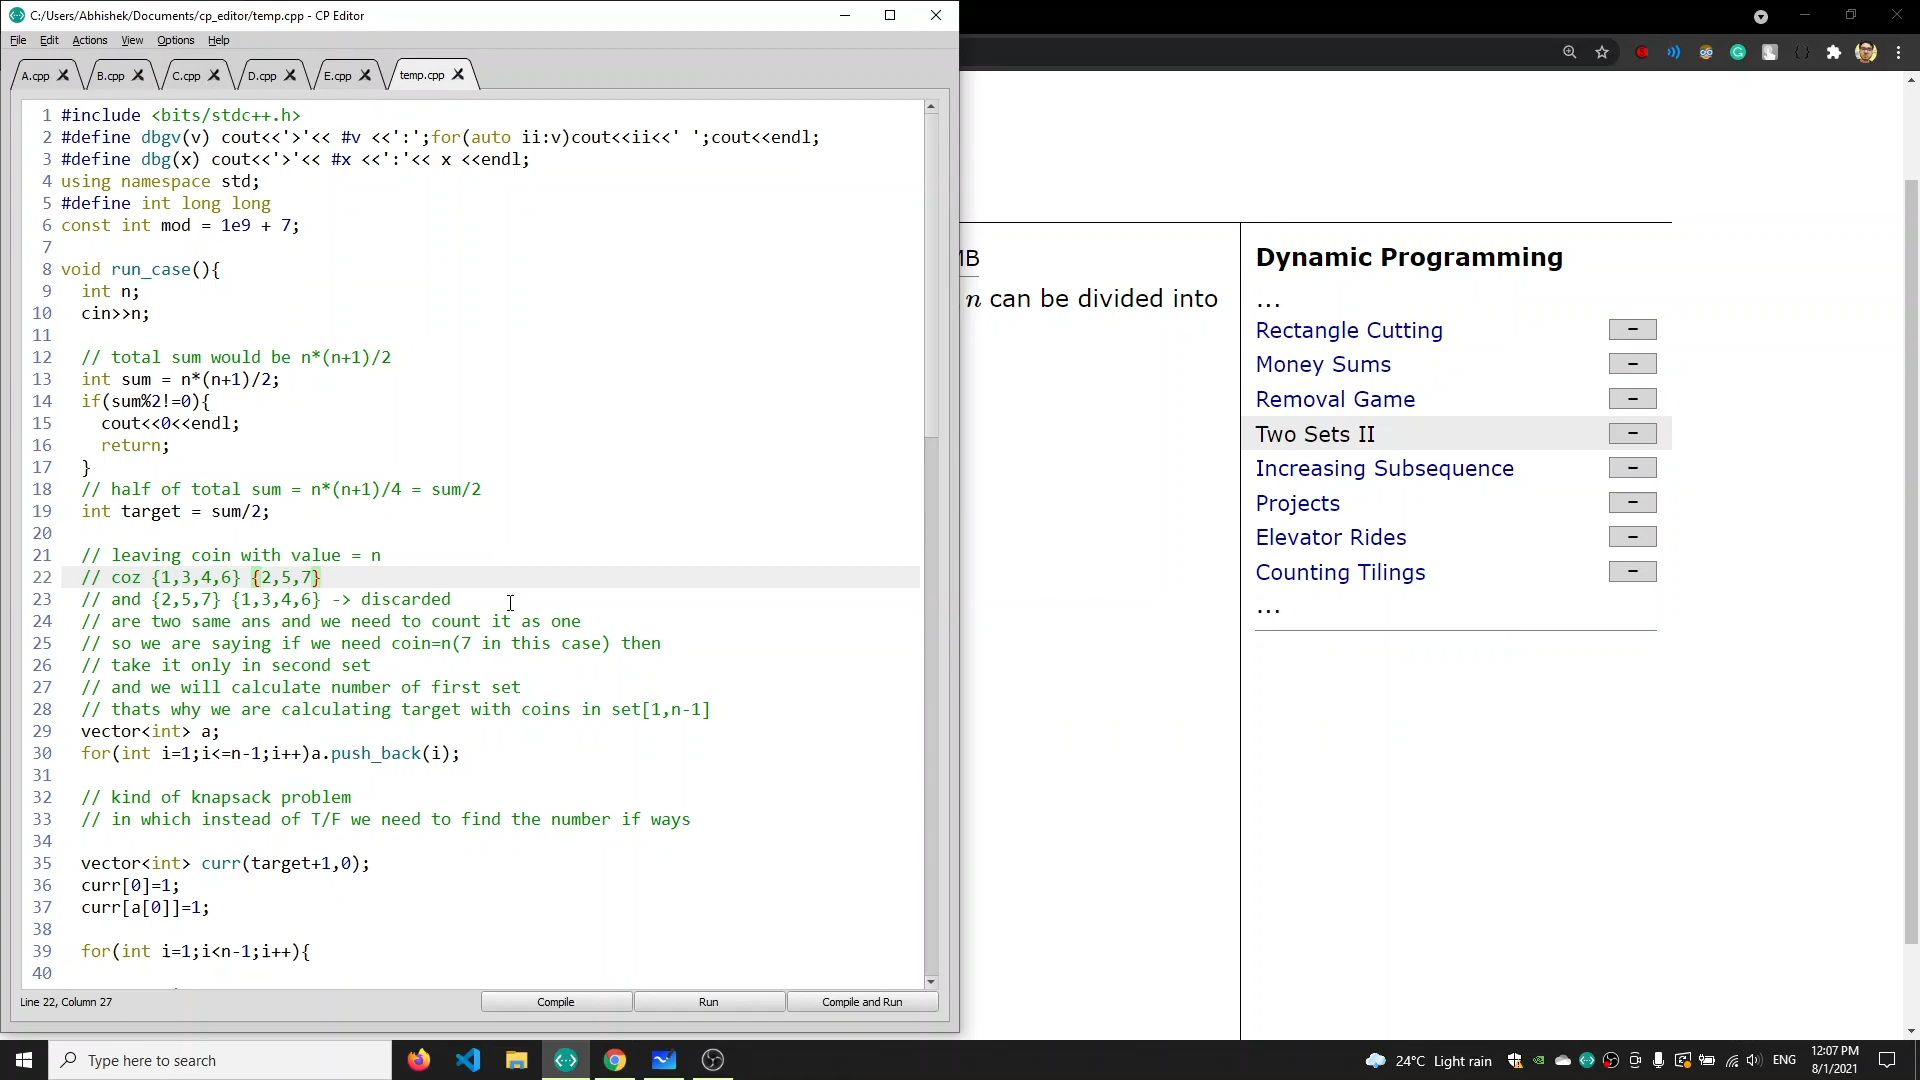 C:/Users/Abhishek/Documents/cp_editor/temp.cpp - CP Editor
File Edit Actions View Options Help
A.cpp B.cpp C.cpp D.cpp E.cpp temp.cpp
1 #include <bits/stdc++.h>
2 #define dbgv(v) cout<<'>'<< #v <<':';for(auto ii:v)cout<<ii<<' ';cout<<endl;
3 #define dbg(x) cout<<'>'<< #x <<':'<< x <<endl;
4 using namespace std;
5 #define int long long
6 const int mod = 1e9 + 7;
7
8 void run_case(){
9 int n;
10 cin>>n;
11
12 // total sum would be n*(n+1)/2
13 int sum = n*(n+1)/2;
14 if(sum%2!=0){
15 cout<<0<<endl;
16 return;
17 }
18 // half of total sum = n*(n+1)/4 = sum/2
19 int target = sum/2;
20
21 // leaving coin with value = n
22 // coz {1,3,4,6} {2,5,7}
23 // and {2,5,7} {1,3,4,6} -> discarded
24 // are two same ans and we need to count it as one
25 // so we are saying if we need coin=n(7 in this case) then
26 // take it only in second set
27 // and we will calculate number of first set
28 // thats why we are calculating target with coins in set[1,n-1]
29 vector<int> a;
30 for(int i=1;i<=n-1;i++)a.push_back(i);
31
32 // kind of knapsack problem
33 // in which instead of T/F we need to find the number if ways
34
35 vector<int> curr(target+1,0);
36 curr[0]=1;
37 curr[a[0]]=1;
38
39 for(int i=1;i<n-1;i++){
40
Line 22, Column 27
Compile Run Compile and Run
MB
n can be divided into
Dynamic Programming
...
Rectangle Cutting
Money Sums
Removal Game
Two Sets II
Increasing Subsequence
Projects
Elevator Rides
Counting Tilings
...
Type here to search
24°C Light rain
ENG
12:07 PM
8/1/2021